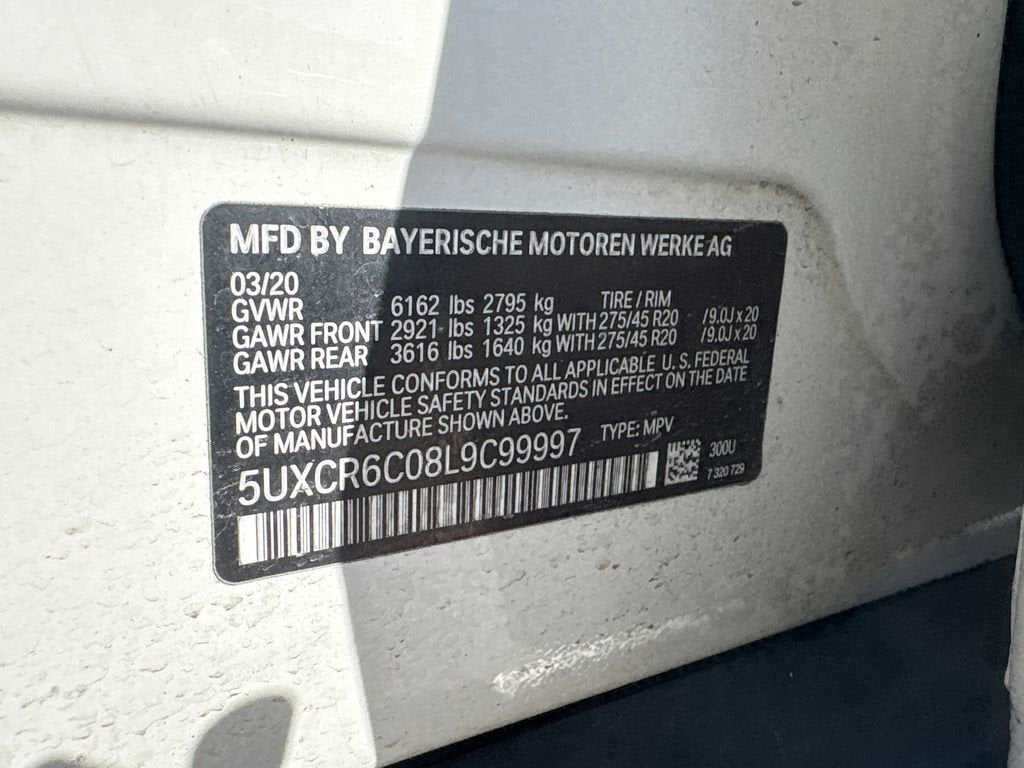 MFD BY BAYERISCHE MOTOREN WERKE AG
03/20
GVWR 6162 lbs 2795 kg TIRE / RIM
GAWR FRONT 2921 lbs 1325 kg WITH 275/45 R20 /9.0J x 20
GAWR REAR 3616 lbs 1640 kg WITH 275/45 R20 /9.0J x 20
THIS VEHICLE CONFORMS TO ALL APPLICABLE U.S. FEDERAL
MOTOR VEHICLE SAFETY STANDARDS IN EFFECT ON THE DATE
OF MANUFACTURE SHOWN ABOVE.
5UXCR6C08L9C99997 TYPE: MPV
300U
7 320 729